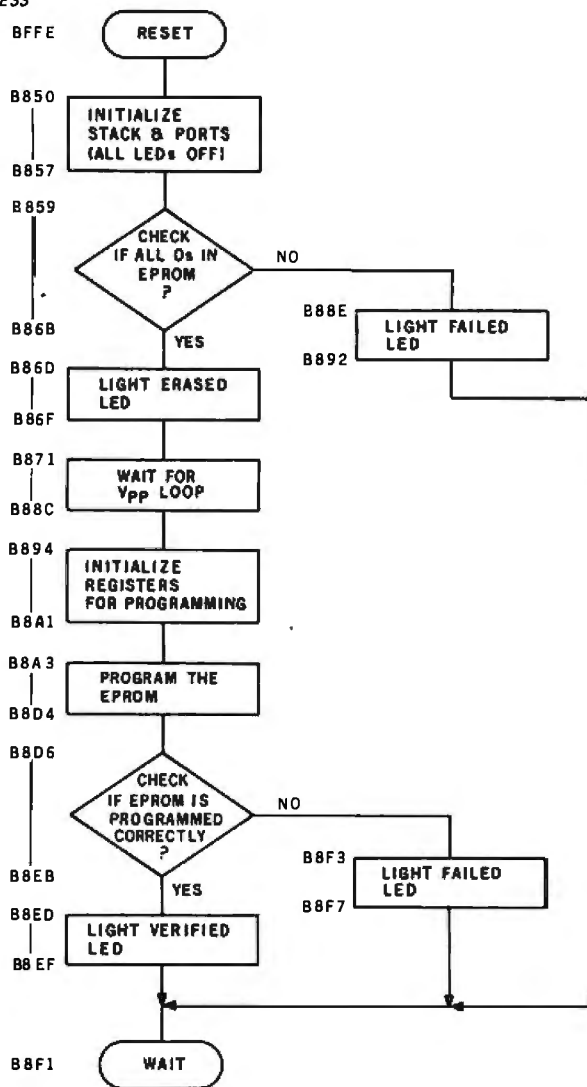 BFFE
RESET
B850
INITIALIZE
STACK & PORTS
(ALL LEDs OFF)
B857
B859
CHECK
IF ALL 0s IN
EPROM
?
NO
B86B
YES
B88E
LIGHT FAILED
LED
B892
B86D
LIGHT ERASED
LED
B86F
B871
WAIT FOR
VPP LOOP
B88C
B894
INITIALIZE
REGISTERS
FOR PROGRAMMING
B8A1
B8A3
PROGRAM THE
EPROM
B8D4
B8D6
CHECK
IF EPROM IS
PROGRAMMED
CORRECTLY
?
NO
B8EB
YES
B8F3
LIGHT FAILED
LED
B8F7
B8ED
LIGHT VERIFIED
LED
B8EF
B8F1
WAIT